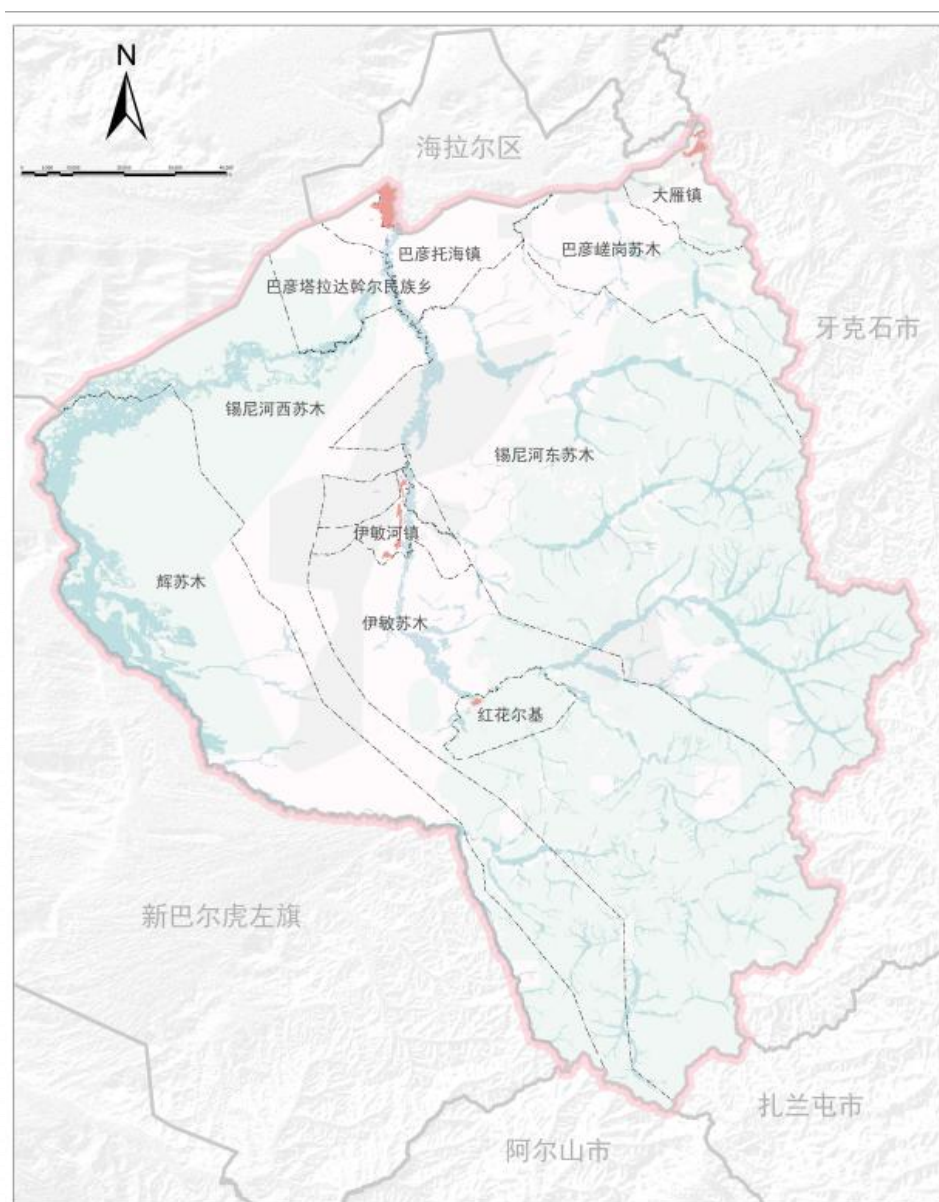 N
海拉尔区
大雁镇
巴彦托海镇
巴彦嵯岗苏木
巴彦塔拉达斡尔民族乡
牙克石市
锡尼河西苏木
锡尼河东苏木
伊敏河镇
辉苏木
伊敏苏木
红花尔基
新巴尔虎左旗
扎兰屯市
阿尔山市